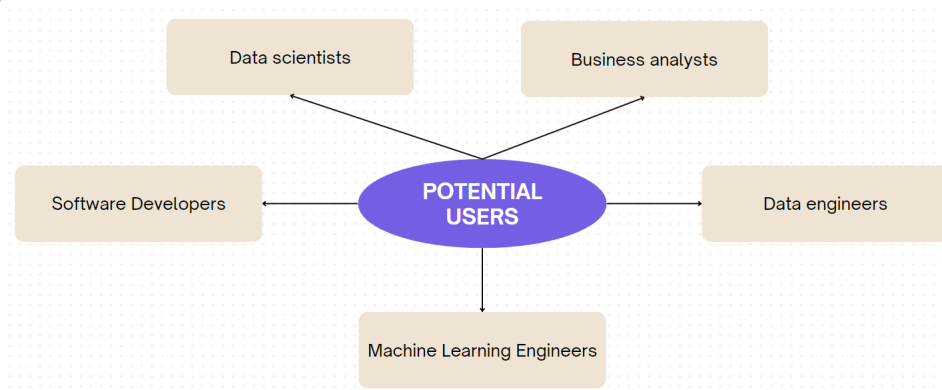 Data scientists
Business analysts
Software Developers
POTENTIAL
USERS
Data engineers
Machine Learning Engineers